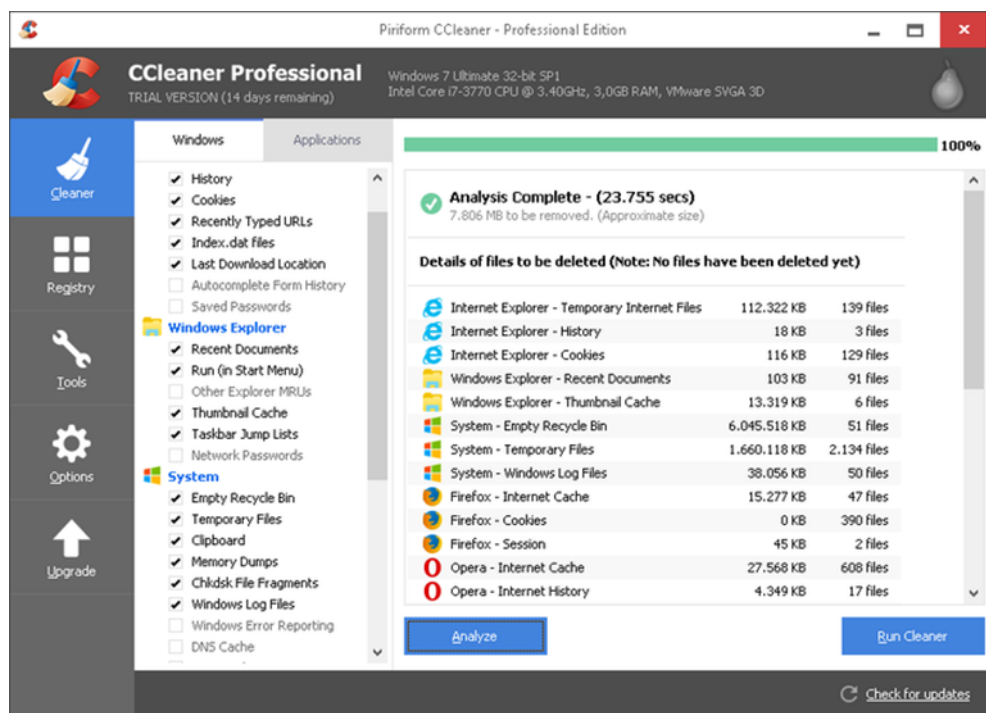 Piriform CCleaner - Professional Edition
CCleaner Professional
TRIAL VERSION (14 days remaining)
Windows 7 Ultimate 32-bit SP1
Intel Core i7-3770 CPU @ 3.40GHz, 3,0GB RAM, VMware SVGA 3D
Cleaner
Registry
Tools
Options
Upgrade
Windows Applications
History
Cookies
Recently Typed URLs
Index.dat files
Last Download Location
Autocomplete Form History
Saved Passwords
Windows Explorer
Recent Documents
Run (in Start Menu)
Other Explorer MRUs
Thumbnail Cache
Taskbar Jump Lists
Network Passwords
System
Empty Recycle Bin
Temporary Files
Clipboard
Memory Dumps
Chkdsk File Fragments
Windows Log Files
Windows Error Reporting
DNS Cache
100%
Analysis Complete - (23.755 secs)
7.806 MB to be removed. (Approximate size)
Details of files to be deleted (Note: No files have been deleted yet)
Internet Explorer - Temporary Internet Files 112.322 KB 139 files
Internet Explorer - History 18 KB 3 files
Internet Explorer - Cookies 116 KB 129 files
Windows Explorer - Recent Documents 103 KB 91 files
Windows Explorer - Thumbnail Cache 13.319 KB 6 files
System - Empty Recycle Bin 6.045.518 KB 51 files
System - Temporary Files 1.660.118 KB 2.134 files
System - Windows Log Files 38.056 KB 50 files
Firefox - Internet Cache 15.277 KB 47 files
Firefox - Cookies 0 KB 390 files
Firefox - Session 45 KB 2 files
Opera - Internet Cache 27.568 KB 608 files
Opera - Internet History 4.349 KB 17 files
Analyze Run Cleaner
Check for updates